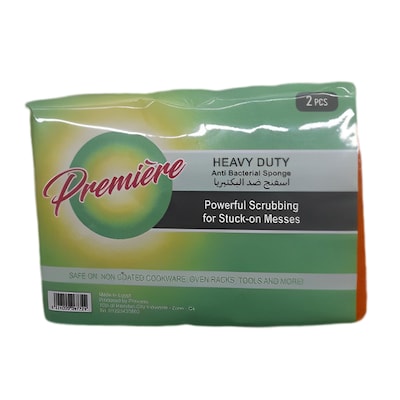 2 PCS
Première
HEAVY DUTY
Anti Bacterial Sponge
اسفنج ضد البكتيريا
Powerful Scrubbing
for Stuck-on Messes
SAFE ON NON COATED COOKWARE, OVEN RACKS, TOOLS AND MORE!
Made in Egypt